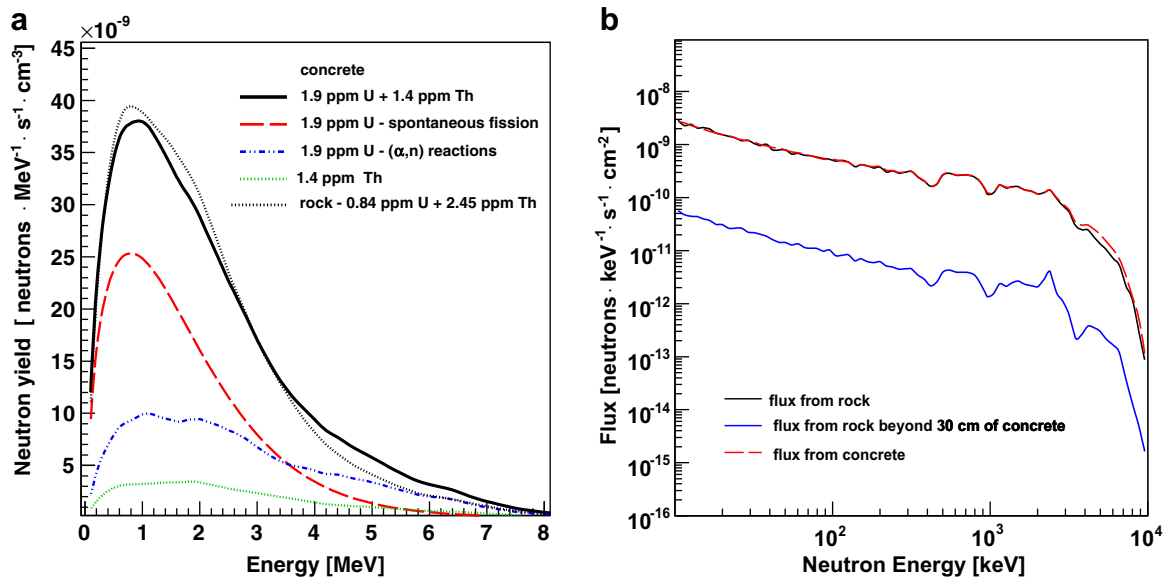 a
×10⁻⁹
45
40
35
30
25
20
15
10
5
0 1 2 3 4 5 6 7 8
Neutron yield [ neutrons · MeV⁻¹ · s⁻¹ · cm⁻³]
Energy [MeV]
concrete
1.9 ppm U + 1.4 ppm Th
1.9 ppm U - spontaneous fission
1.9 ppm U - (α,n) reactions
1.4 ppm Th
rock - 0.84 ppm U + 2.45 ppm Th
b
10⁻⁸
10⁻⁹
10⁻¹⁰
10⁻¹¹
10⁻¹²
10⁻¹³
10⁻¹⁴
10⁻¹⁵
10⁻¹⁶
10² 10³ 10⁴
Flux [neutrons · keV⁻¹ · s⁻¹ · cm⁻²]
Neutron Energy [keV]
flux from rock
flux from rock beyond 30 cm of concrete
flux from concrete